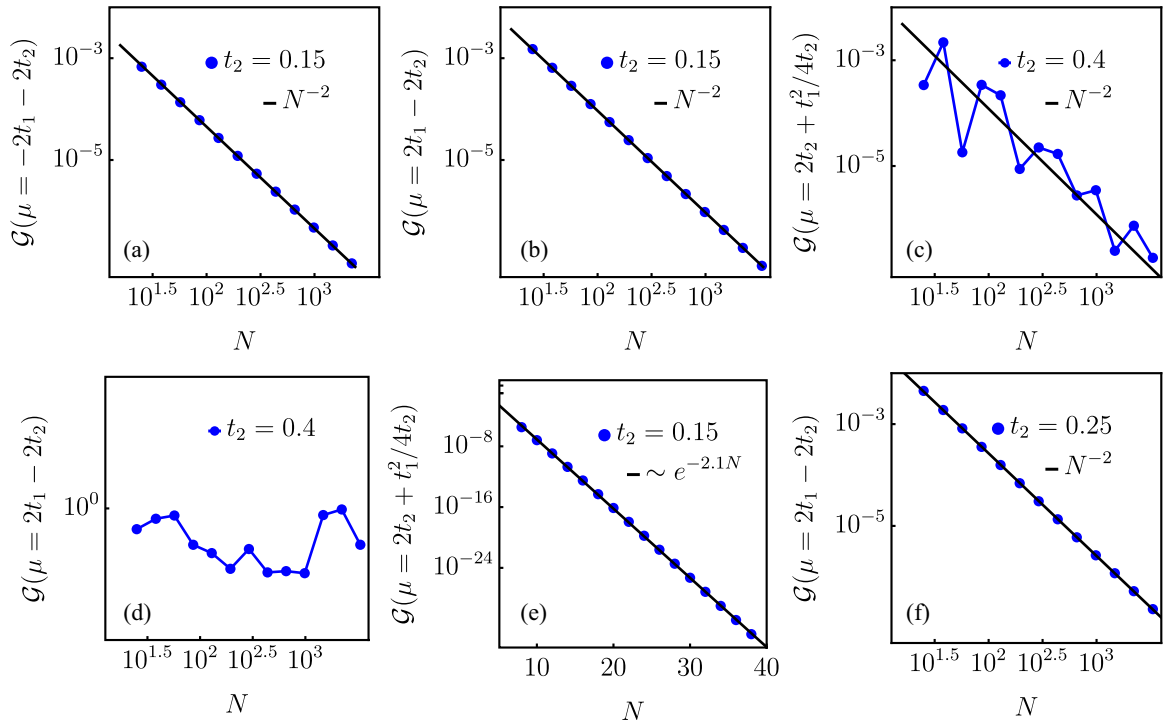 𝒢(μ = −2t₁ − 2t₂)
10⁻³
10⁻⁵
t₂ = 0.15
N⁻²
(a)
10^1.5 10² 10^2.5 10³
N
𝒢(μ = 2t₁ − 2t₂)
10⁻³
10⁻⁵
t₂ = 0.15
N⁻²
(b)
10^1.5 10² 10^2.5 10³
N
𝒢(μ = 2t₂ + t₁²/4t₂)
10⁻³
10⁻⁵
t₂ = 0.4
N⁻²
(c)
10^1.5 10² 10^2.5 10³
N
𝒢(μ = 2t₁ − 2t₂)
10⁰
t₂ = 0.4
(d)
10^1.5 10² 10^2.5 10³
N
𝒢(μ = 2t₂ + t₁²/4t₂)
10⁻⁸
10⁻¹⁶
10⁻²⁴
t₂ = 0.15
∼ e^−2.1N
(e)
10 20 30 40
N
𝒢(μ = 2t₁ − 2t₂)
10⁻³
10⁻⁵
t₂ = 0.25
N⁻²
(f)
10^1.5 10² 10^2.5 10³
N